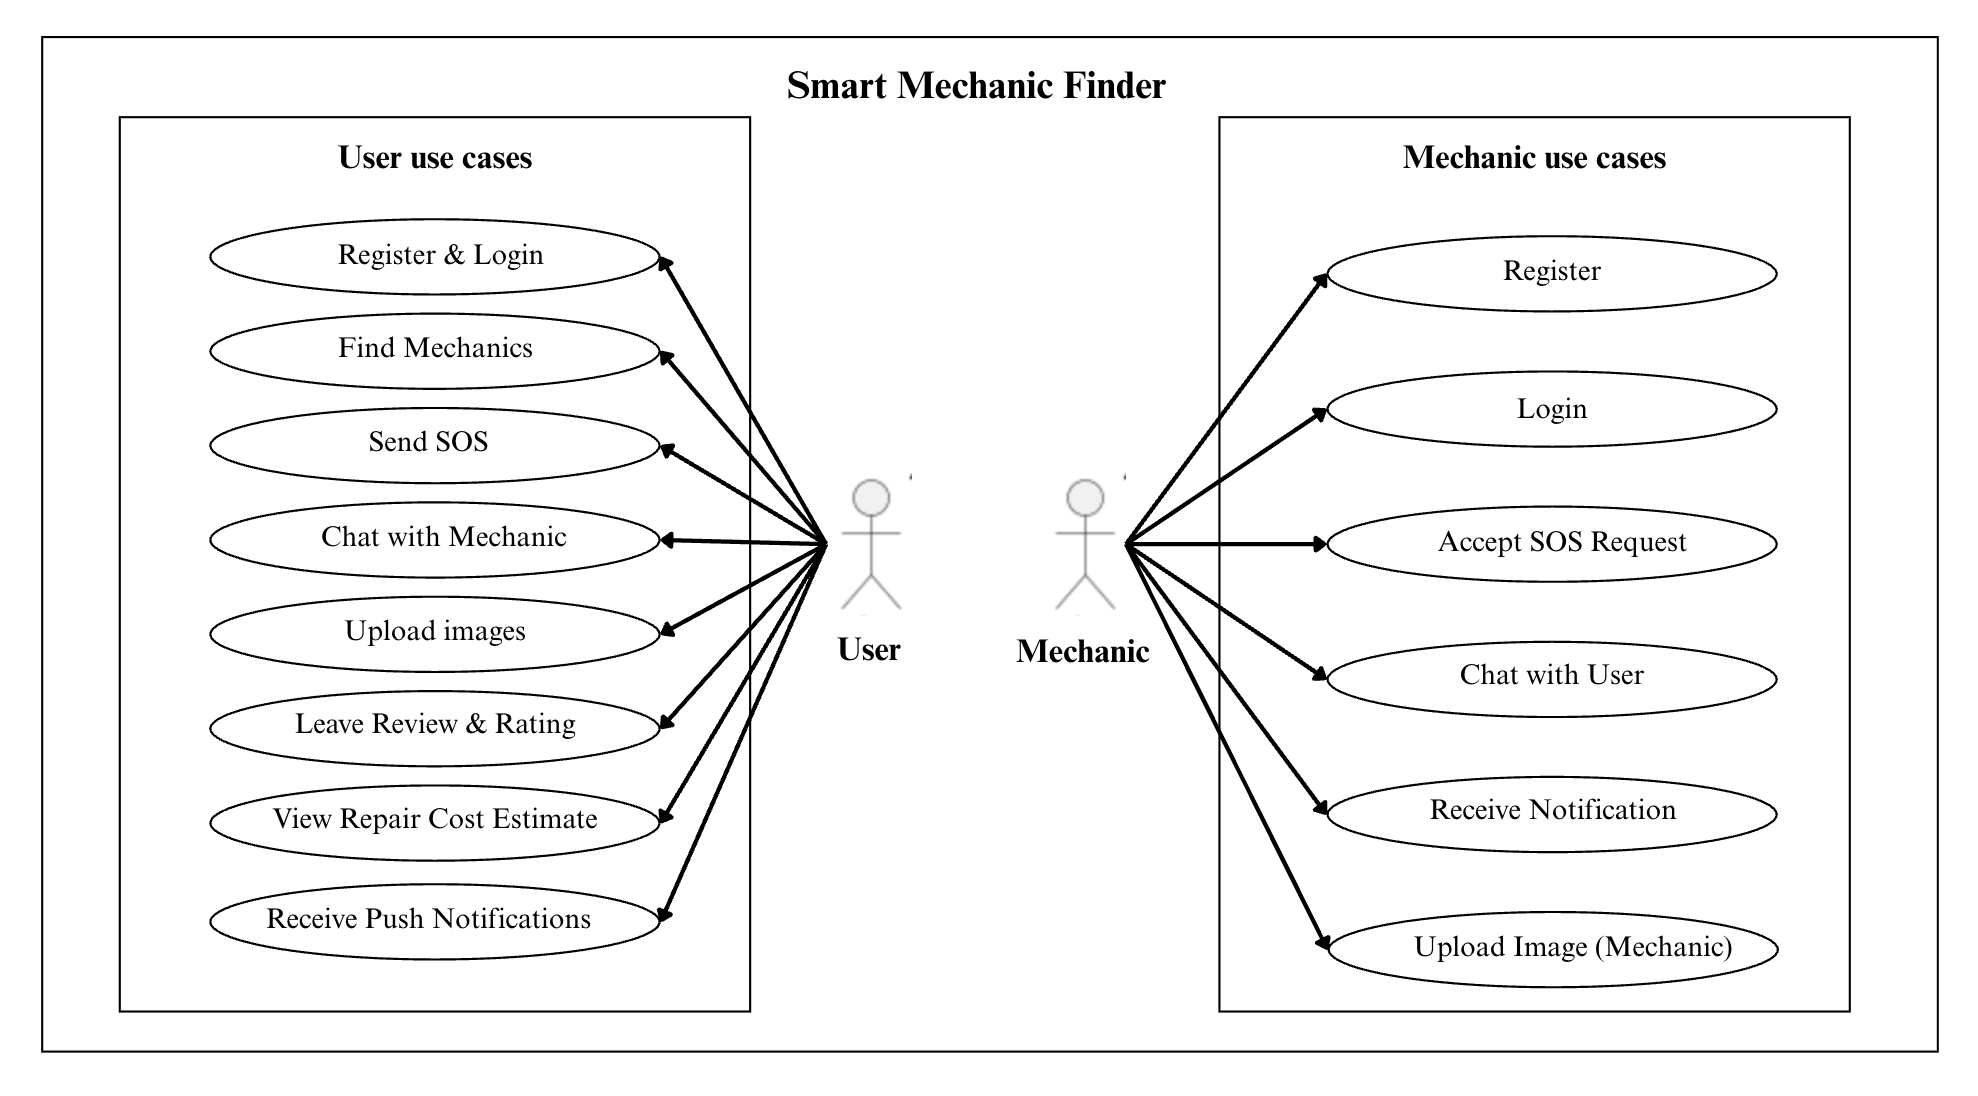 Smart Mechanic Finder
User use cases
Register & Login
Find Mechanics
Send SOS
Chat with Mechanic
Upload images
Leave Review & Rating
View Repair Cost Estimate
Receive Push Notifications
User
Mechanic
Mechanic use cases
Register
Login
Accept SOS Request
Chat with User
Receive Notification
Upload Image (Mechanic)